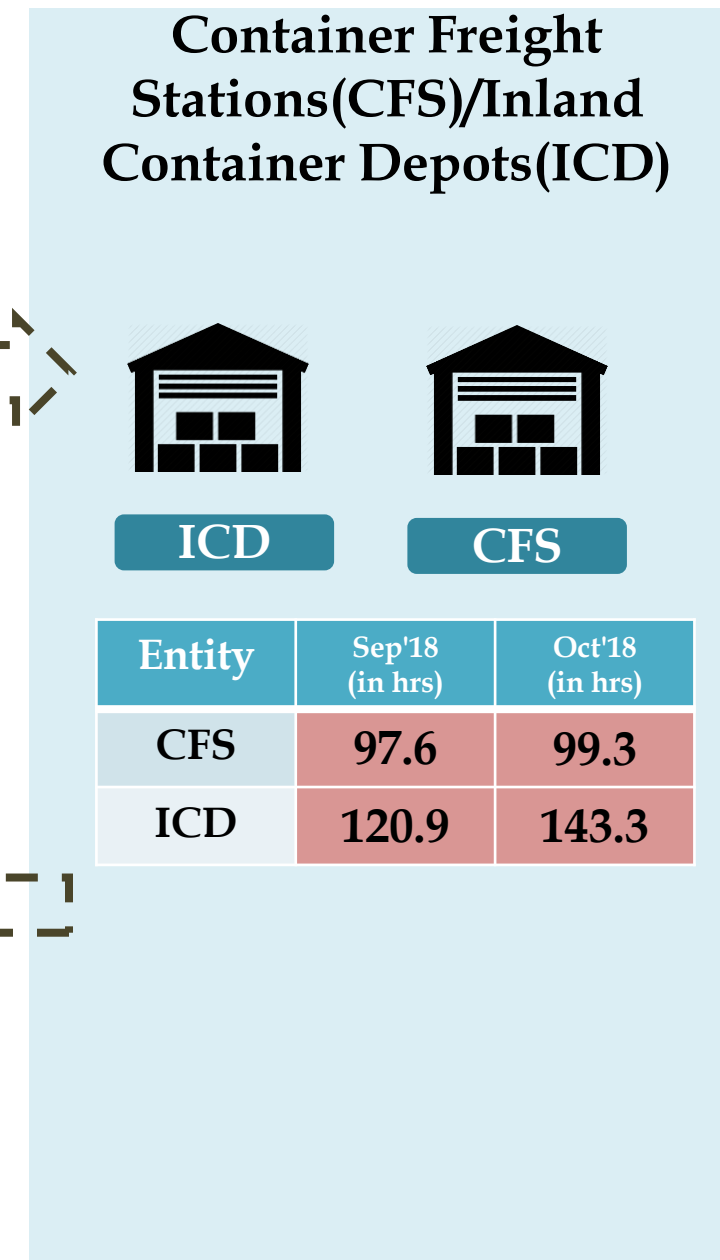 Container Freight
Stations(CFS)/Inland
Container Depots(ICD)
ICD CFS
Entity Sep'18 (in hrs) Oct'18 (in hrs)
CFS 97.6 99.3
ICD 120.9 143.3